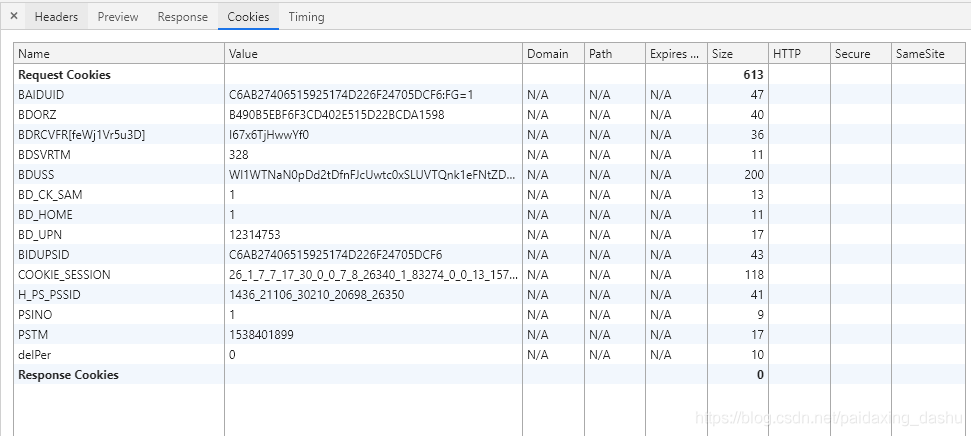 × Headers Preview Response Cookies Timing
Name Value Domain Path Expires ... Size HTTP Secure SameSite
Request Cookies 613
BAIDUID C6AB27406515925174D226F24705DCF6:FG=1 N/A N/A N/A 47
BDORZ B490B5EBF6F3CD402E515D22BCDA1598 N/A N/A N/A 40
BDRCVFR[feWj1Vr5u3D] I67x6TjHwwYf0 N/A N/A N/A 36
BDSVRTM 328 N/A N/A N/A 11
BDUSS WI1WTNaN0pDd2tDfnFJcUwtc0xSLUVTQnk1eFNtZD... N/A N/A N/A 200
BD_CK_SAM 1 N/A N/A N/A 13
BD_HOME 1 N/A N/A N/A 11
BD_UPN 12314753 N/A N/A N/A 17
BIDUPSID C6AB27406515925174D226F24705DCF6 N/A N/A N/A 43
COOKIE_SESSION 26_1_7_7_17_30_0_0_7_8_26340_1_83274_0_0_13_157... N/A N/A N/A 118
H_PS_PSSID 1436_21106_30210_20698_26350 N/A N/A N/A 41
PSINO 1 N/A N/A N/A 9
PSTM 1538401899 N/A N/A N/A 17
delPer 0 N/A N/A N/A 10
Response Cookies 0
https://blog.csdn.net/paidaxing_dashu